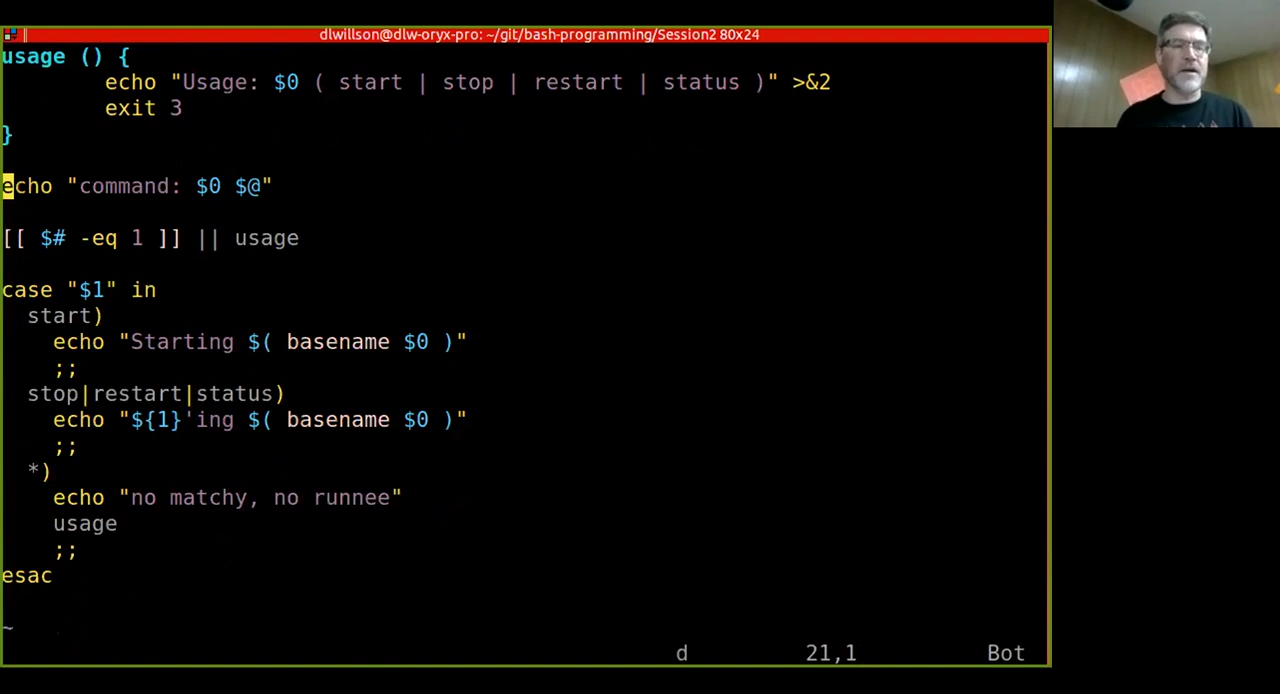 dlwillson@dlw-oryx-pro: ~/git/bash-programming/Session2 80x24
usage () {
        echo "Usage: $0 ( start | stop | restart | status )" >&2
        exit 3
}
echo "command: $0 $@"
[[ $# -eq 1 ]] || usage
case "$1" in
  start)
    echo "Starting $( basename $0 )"
    ;;
  stop|restart|status)
    echo "${1}'ing $( basename $0 )"
    ;;
  *)
    echo "no matchy, no runnee"
    usage
    ;;
esac
~
d 21,1 Bot